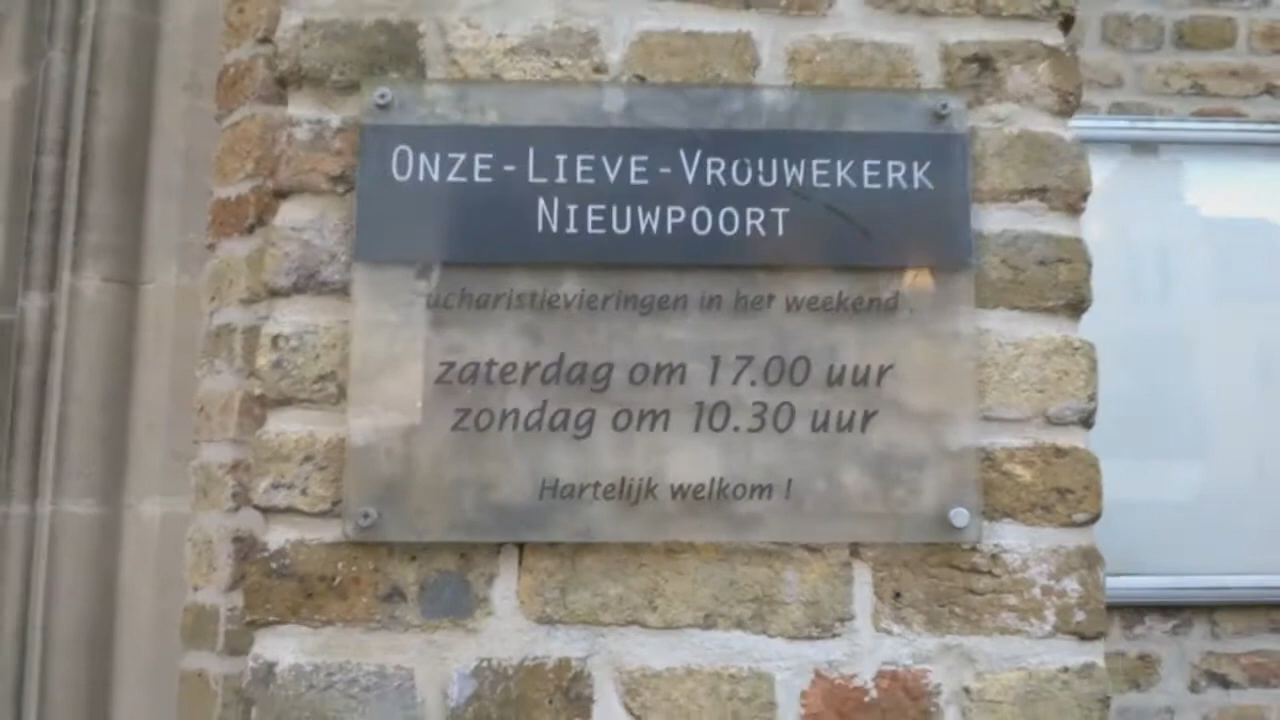 ONZE-LIEVE-VROUWEKERK
NIEUWPOORT
ucharistievieringen in het weekend :
zaterdag om 17.00 uur
zondag om 10.30 uur
Hartelijk welkom !